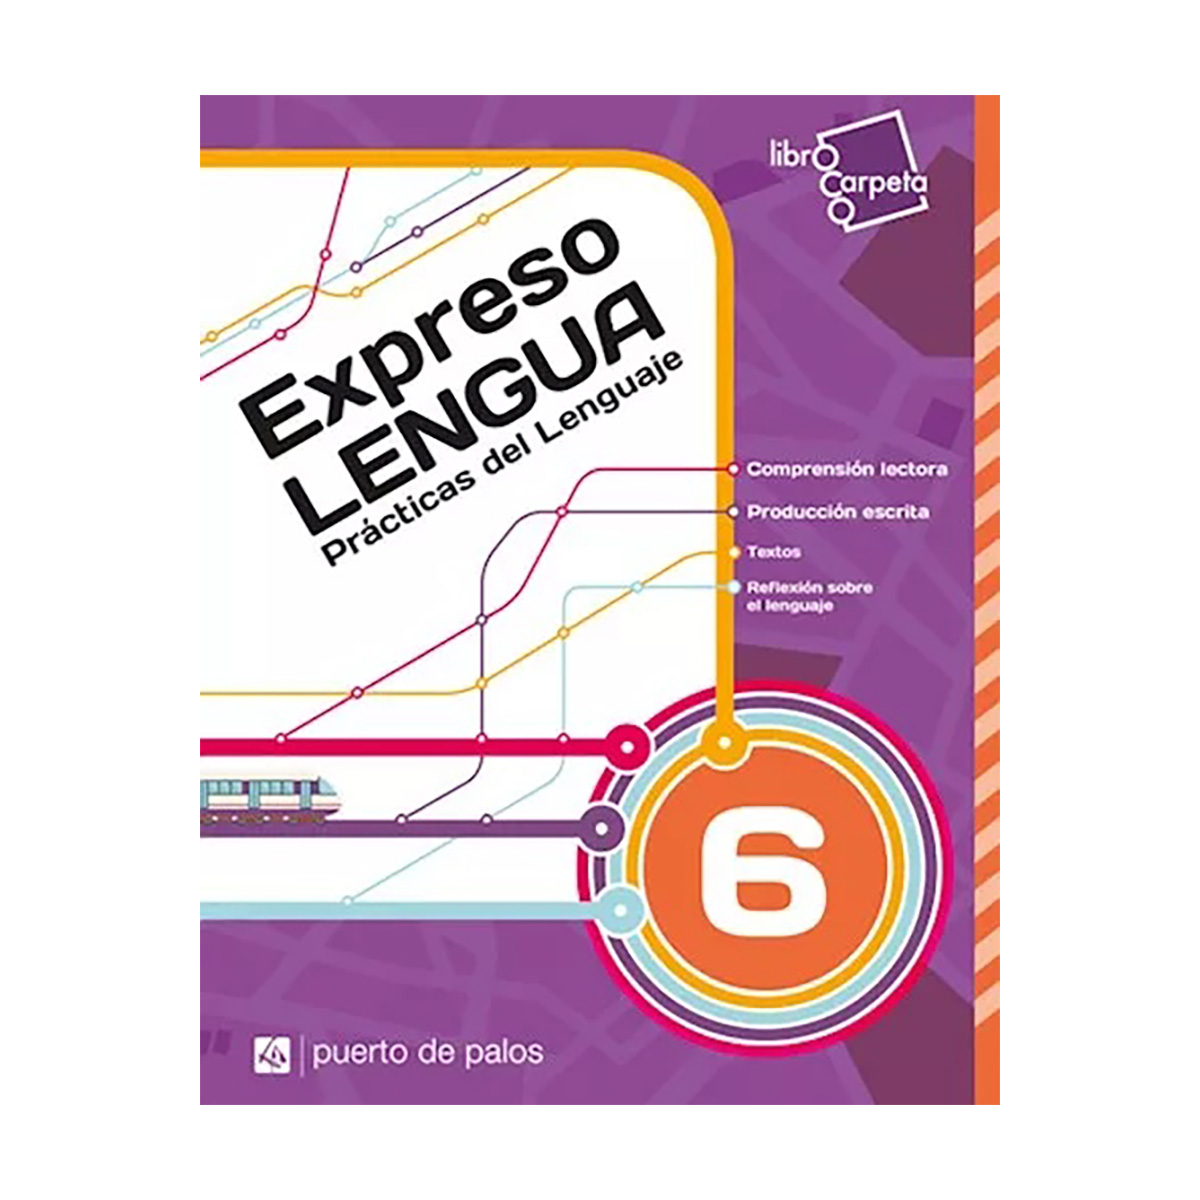 libro
Carpeta
Expreso
LENGUA
Prácticas del Lenguaje
Comprensión lectora
Producción escrita
Textos
Reflexión sobre
el lenguaje
6
puerto de palos